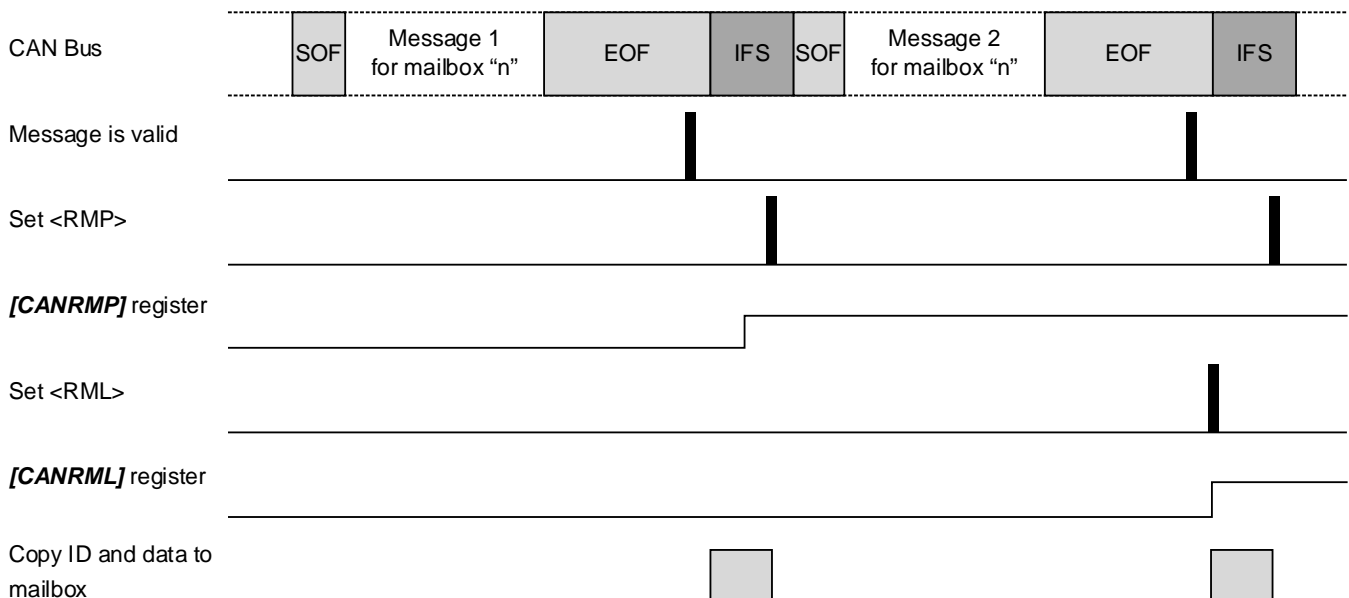 CAN Bus
SOF
Message 1
for mailbox “n”
EOF
IFS
SOF
Message 2
for mailbox “n”
EOF
IFS
Message is valid
Set <RMP>
[CANRMP] register
Set <RML>
[CANRML] register
Copy ID and data to
mailbox